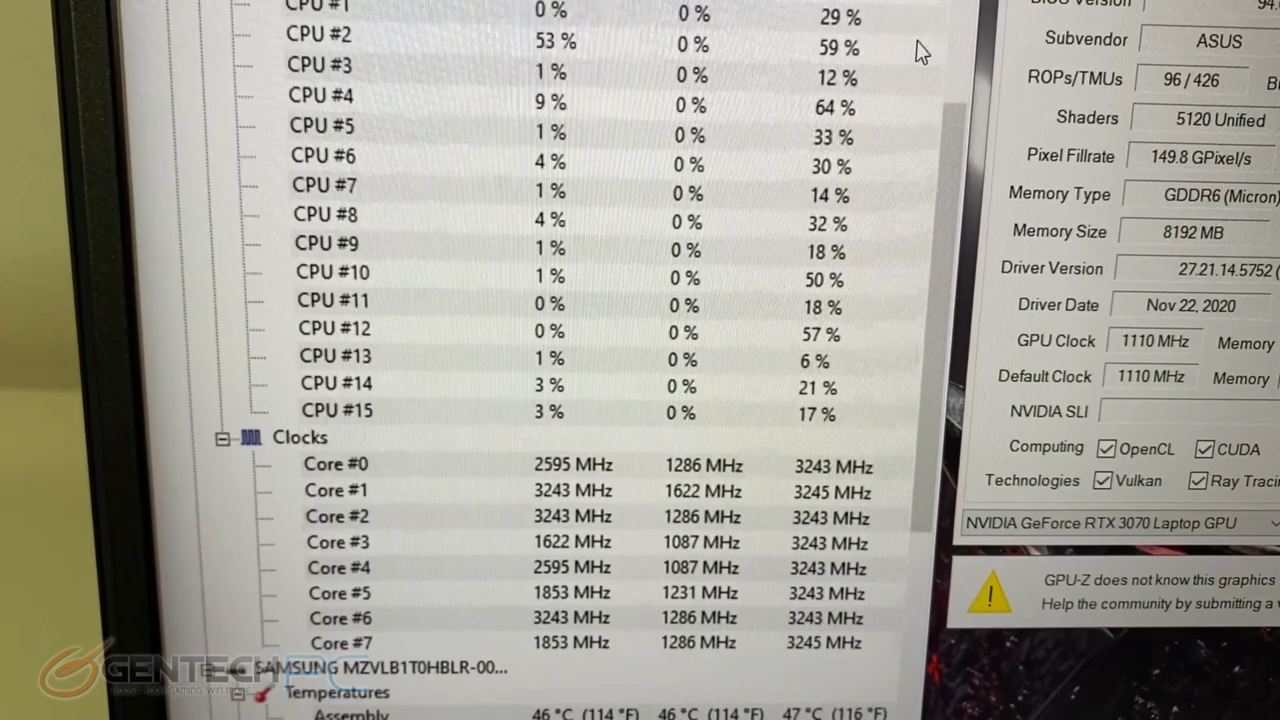 CPU #1 0 % 0 % 29 %
CPU #2 53 % 0 % 59 %
CPU #3 1 % 0 % 12 %
CPU #4 9 % 0 % 64 %
CPU #5 1 % 0 % 33 %
CPU #6 4 % 0 % 30 %
CPU #7 1 % 0 % 14 %
CPU #8 4 % 0 % 32 %
CPU #9 1 % 0 % 18 %
CPU #10 1 % 0 % 50 %
CPU #11 0 % 0 % 18 %
CPU #12 0 % 0 % 57 %
CPU #13 1 % 0 % 6 %
CPU #14 3 % 0 % 21 %
CPU #15 3 % 0 % 17 %
Clocks
Core #0 2595 MHz 1286 MHz 3243 MHz
Core #1 3243 MHz 1622 MHz 3245 MHz
Core #2 3243 MHz 1286 MHz 3243 MHz
Core #3 1622 MHz 1087 MHz 3243 MHz
Core #4 2595 MHz 1087 MHz 3243 MHz
Core #5 1853 MHz 1231 MHz 3243 MHz
Core #6 3243 MHz 1286 MHz 3243 MHz
Core #7 1853 MHz 1286 MHz 3245 MHz
SAMSUNG MZVLB1T0HBLR-00...
Temperatures
Assembly 46 °C (114 °F) 46 °C (114 °F) 47 °C (116 °F)
BIOS Version 94.
Subvendor ASUS
ROPs/TMUs 96 / 426
Shaders 5120 Unified
Pixel Fillrate 149.8 GPixel/s
Memory Type GDDR6 (Micron)
Memory Size 8192 MB
Driver Version 27.21.14.5752 (
Driver Date Nov 22, 2020
GPU Clock 1110 MHz Memory
Default Clock 1110 MHz Memory
NVIDIA SLI
Computing OpenCL CUDA
Technologies Vulkan Ray Traci
NVIDIA GeForce RTX 3070 Laptop GPU
GPU-Z does not know this graphics
Help the community by submitting a v
GENTECH PC